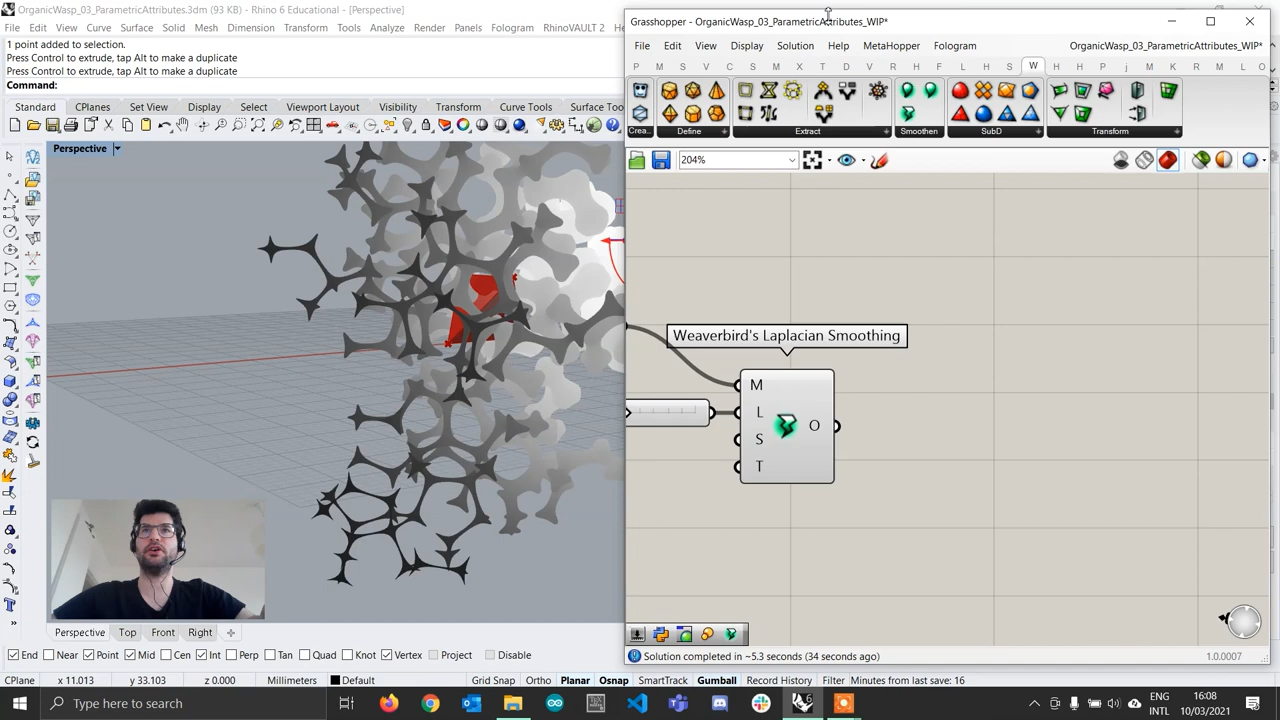 OrganicWasp_03_ParametricAttributes.3dm (93 KB) - Rhino 6 Educational - [Perspective]
File Edit View Curve Surface Solid Mesh Dimension Transform Tools Analyze Render Panels Fologram RhinoVAULT 2
1 point added to selection.
Press Control to extrude, tap Alt to make a duplicate
Press Control to extrude, tap Alt to make a duplicate
Command:
Standard CPlanes Set View Display Select Viewport Layout Visibility Transform Curve Tools Surface Too
Perspective
Grasshopper - OrganicWasp_03_ParametricAttributes_WIP*
File Edit View Display Solution Help MetaHopper Fologram OrganicWasp_03_ParametricAttributes_WIP*
P M S V C S M X T D V R F L F S W H H P j M L O
Crea... Define Extract Smoothen SubD Transform
204%
Weaverbird's Laplacian Smoothing
M
L
S
T
O
Solution completed in ~5.3 seconds (34 seconds ago) 1.0.0007
Perspective Top Front Right
End Near Point Mid Cen Int Perp Tan Quad Knot Vertex Project Disable
CPlane x 11.013 y 33.103 z 0.000 Millimeters Default Grid Snap Ortho Planar Osnap SmartTrack Gumball Record History Filter Minutes from last save: 16
Type here to search
ENG
INTL
16:08
10/03/2021